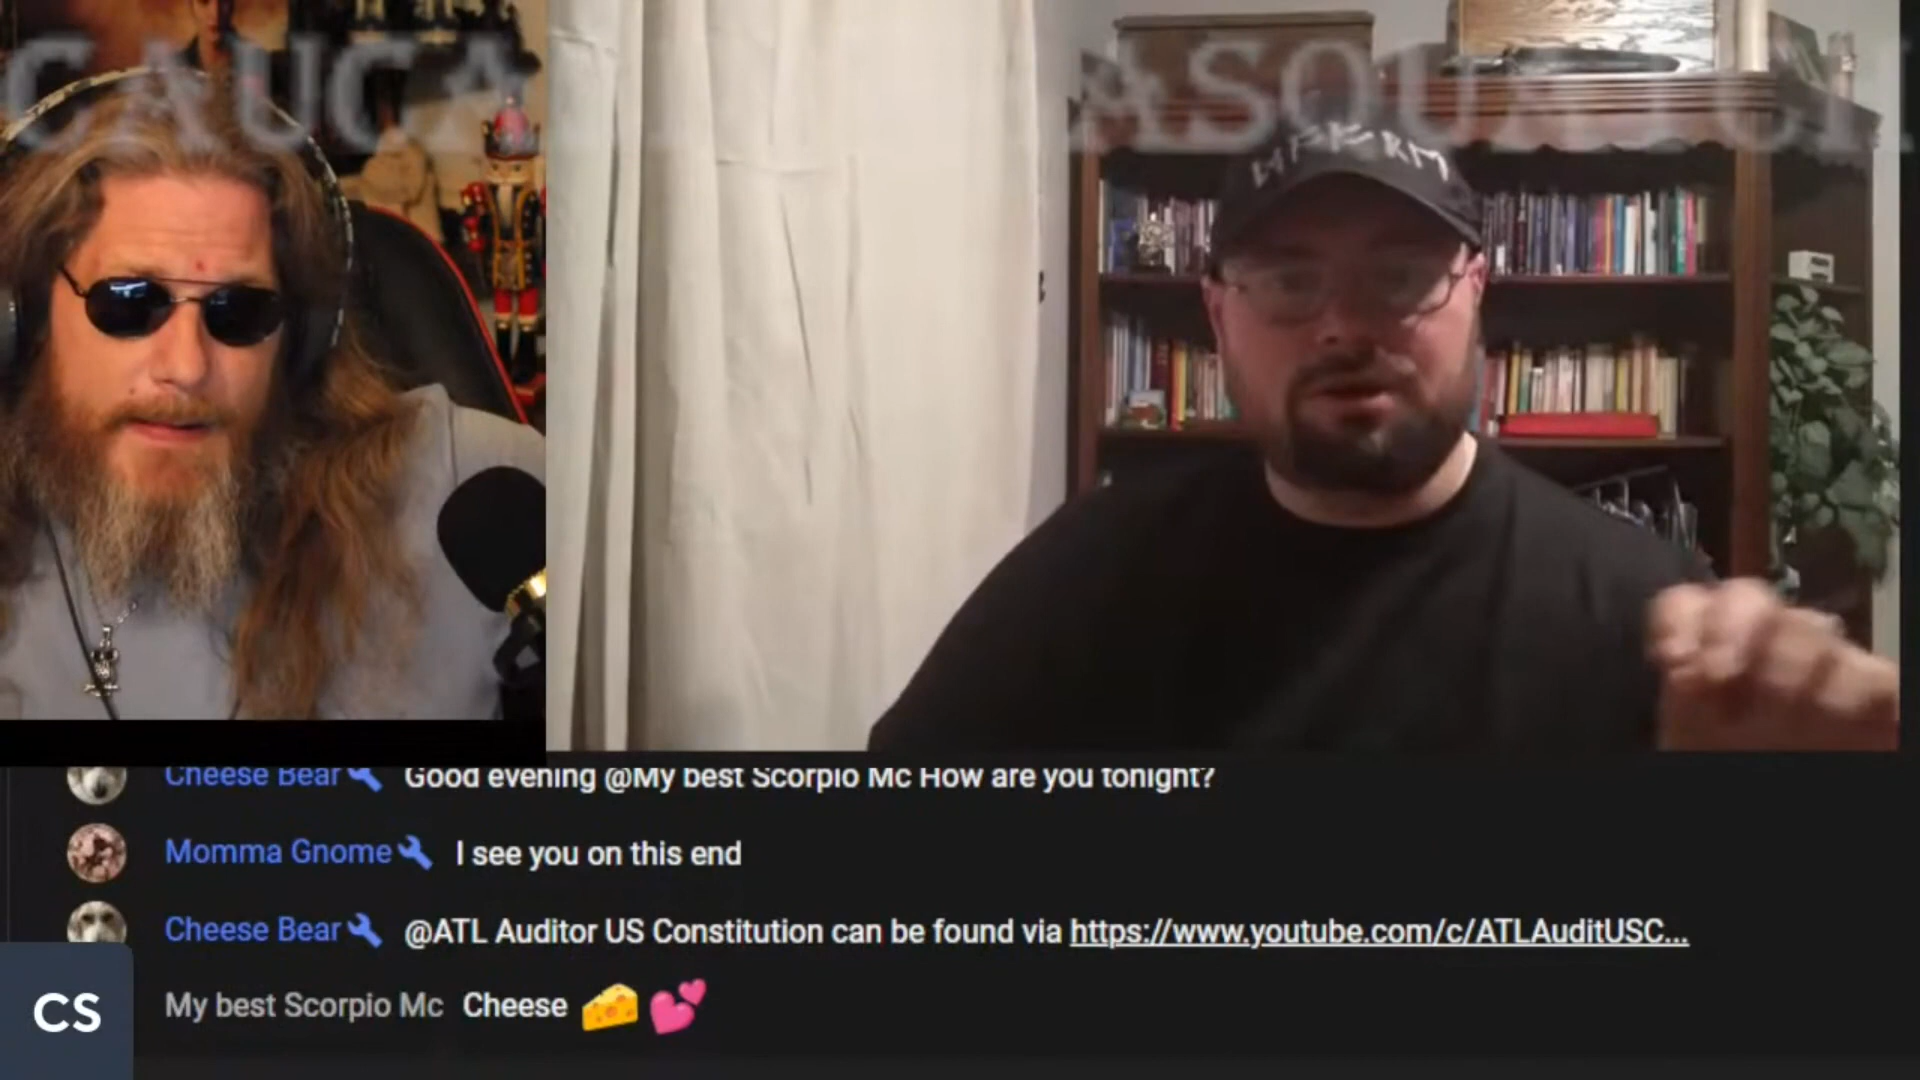 CAUCA ASQUATCH
Cheese Bear Good evening @My best Scorpio Mc How are you tonight?
Momma Gnome I see you on this end
Cheese Bear @ATL Auditor US Constitution can be found via https://www.youtube.com/c/ATLAuditUSC...
CS
My best Scorpio Mc Cheese 🧀 💕